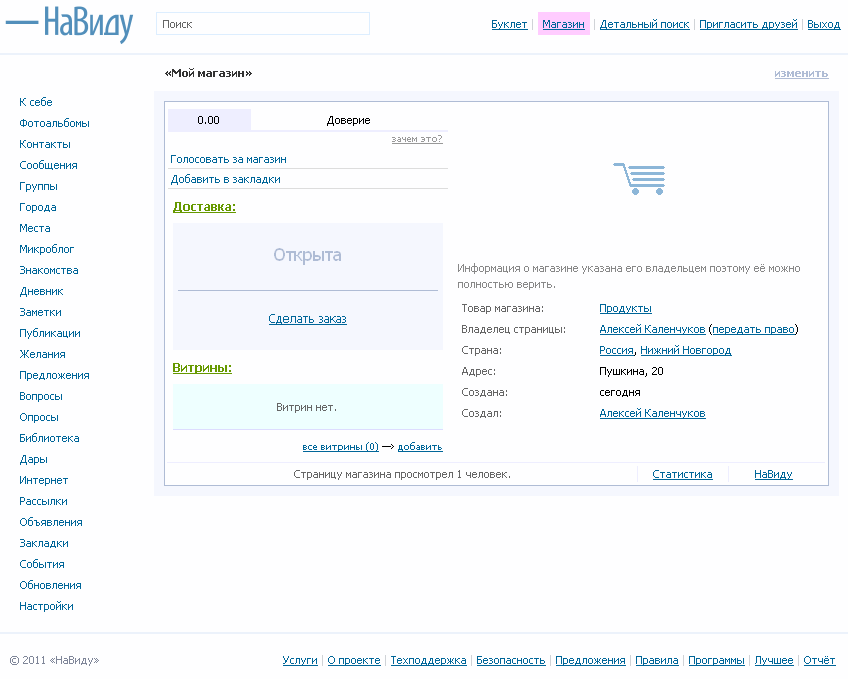 НаВиду
Поиск
Буклет Магазин Детальный поиск Пригласить друзей Выход
«Мой магазин»
изменить
К себе
Фотоальбомы
Контакты
Сообщения
Группы
Города
Места
Микроблог
Знакомства
Дневник
Заметки
Публикации
Желания
Предложения
Вопросы
Опросы
Библиотека
Дары
Интернет
Рассылки
Объявления
Закладки
События
Обновления
Настройки
0.00 Доверие
зачем это?
Голосовать за магазин
Добавить в закладки
Доставка:
Открыта
Сделать заказ
Витрины:
Витрин нет.
все витрины (0) → добавить
Информация о магазине указана его владельцем поэтому её можно
полностью верить.
Товар магазина: Продукты
Владелец страницы: Алексей Каленчуков (передать право)
Страна: Россия, Нижний Новгород
Адрес: Пушкина, 20
Создана: сегодня
Создал: Алексей Каленчуков
Страницу магазина просмотрел 1 человек.
Статистика
НаВиду
© 2011 «НаВиду»
Услуги О проекте Техподдержка Безопасность Предложения Правила Программы Лучшее Отчёт